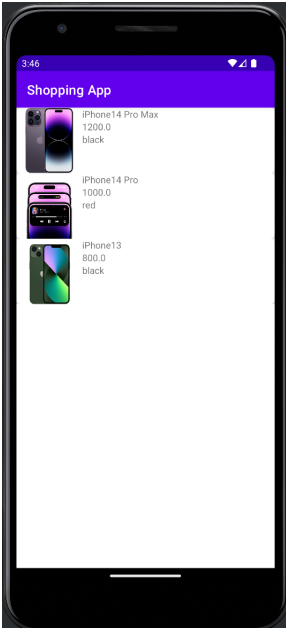 3:46
Shopping App
iPhone14 Pro Max
1200.0
black
iPhone14 Pro
1000.0
red
iPhone13
800.0
black